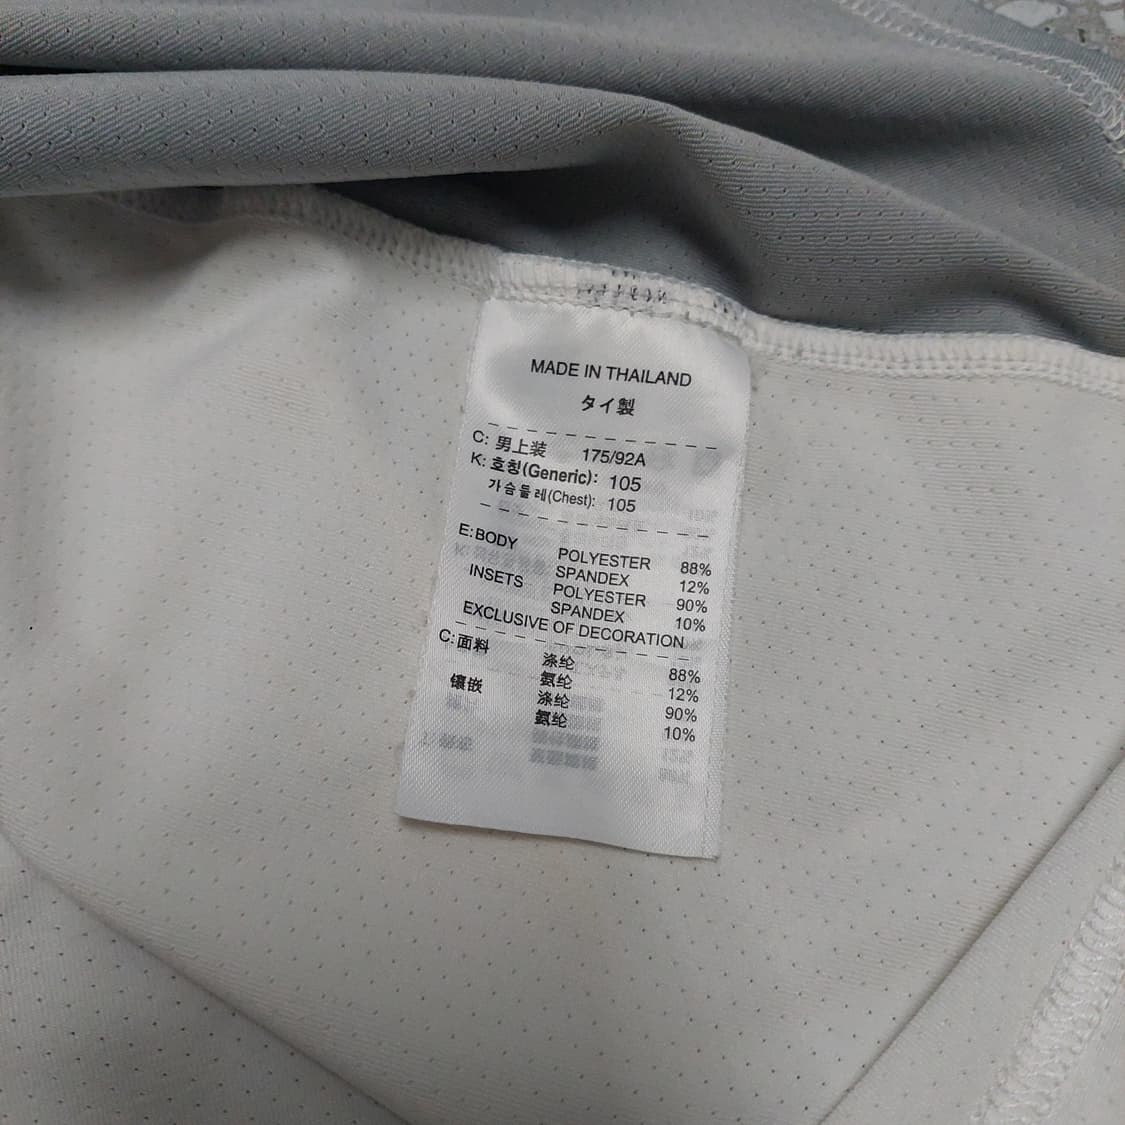 MADE IN THAILAND
タイ製
C: 男上装 175/92A
K: 호칭(Generic): 105
가슴둘레(Chest): 105
E: BODY POLYESTER 88%
SPANDEX 12%
INSETS POLYESTER 90%
SPANDEX 10%
EXCLUSIVE OF DECORATION
C: 面料 涤纶 88%
氨纶 12%
镶嵌 涤纶 90%
氨纶 10%